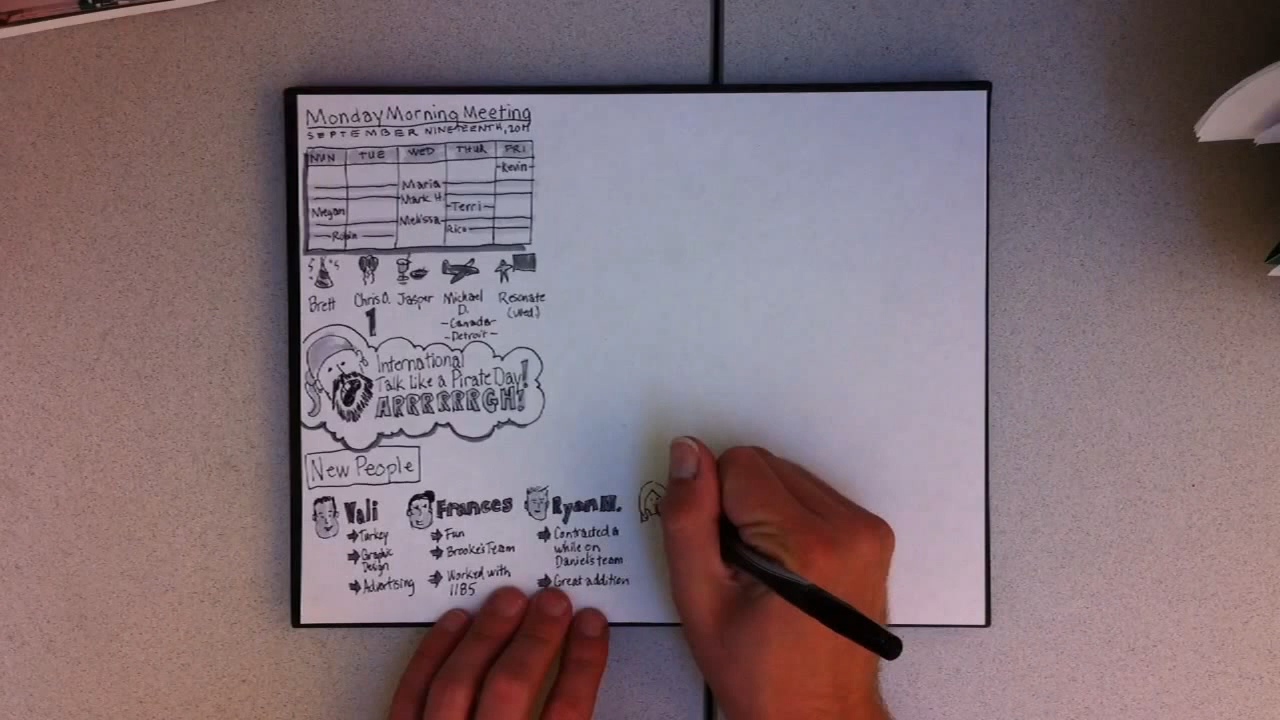 Monday Morning Meeting
SEPTEMBER NINETEENTH, 2011
MUN TUE WED THUR FRI
Kevin
Maria
Mark H.
Megan
Terri
Melissa
Rico
Robin
Brett
Chris O.
1
Jasper
Michael
D.
-Canada-
-Detroit-
Resonate
(Wed.)
International
Talk Like a Pirate Day!
ARRRRRRGH!
New People
Vali
Turkey
Graphic
Design
Advertising
Frances
Fun
Brooke's Team
Worked with
1185
Ryan M.
Contracted a
while on
Daniel's team
Great addition